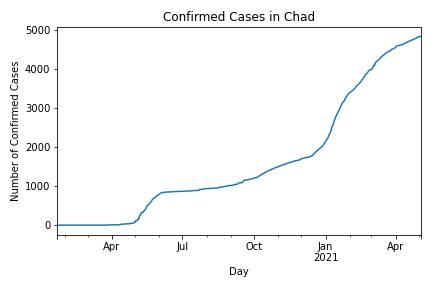 Confirmed Cases in Chad
Number of Confirmed Cases
5000
4000
3000
2000
1000
0
Apr
Jul
Oct
Jan
2021
Apr
Day